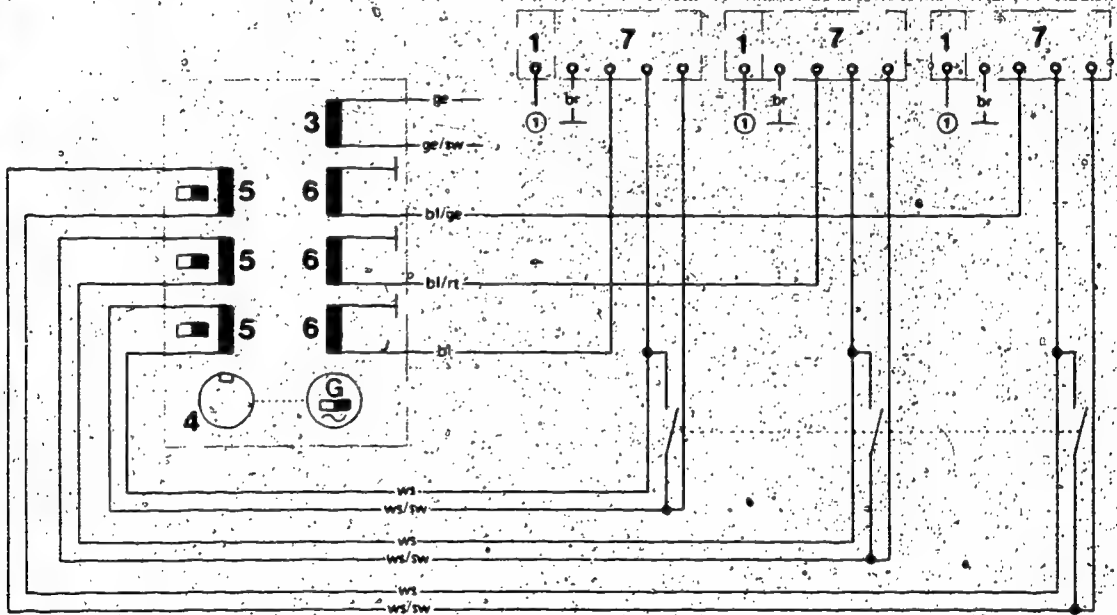 1 7 1 7 1 7
br br br
① ① ①
3 ge
ge/sw
5 6
bl/ge
5 6
bl/rt
5 6
bl
4 G
ws
ws/sw
ws
ws/sw
ws
ws/sw